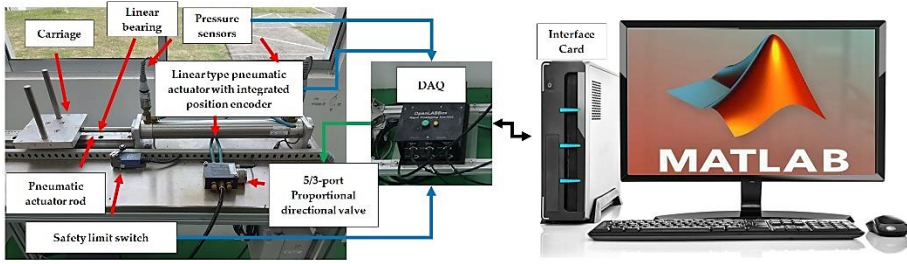 Carriage
Linear
bearing
Pressure
sensors
Linear type pneumatic
actuator with integrated
position encoder
Pneumatic
actuator rod
5/3-port
Proportional
directional valve
Safety limit switch
DAQ
OpenLABBox
Interface
Card
MATLAB